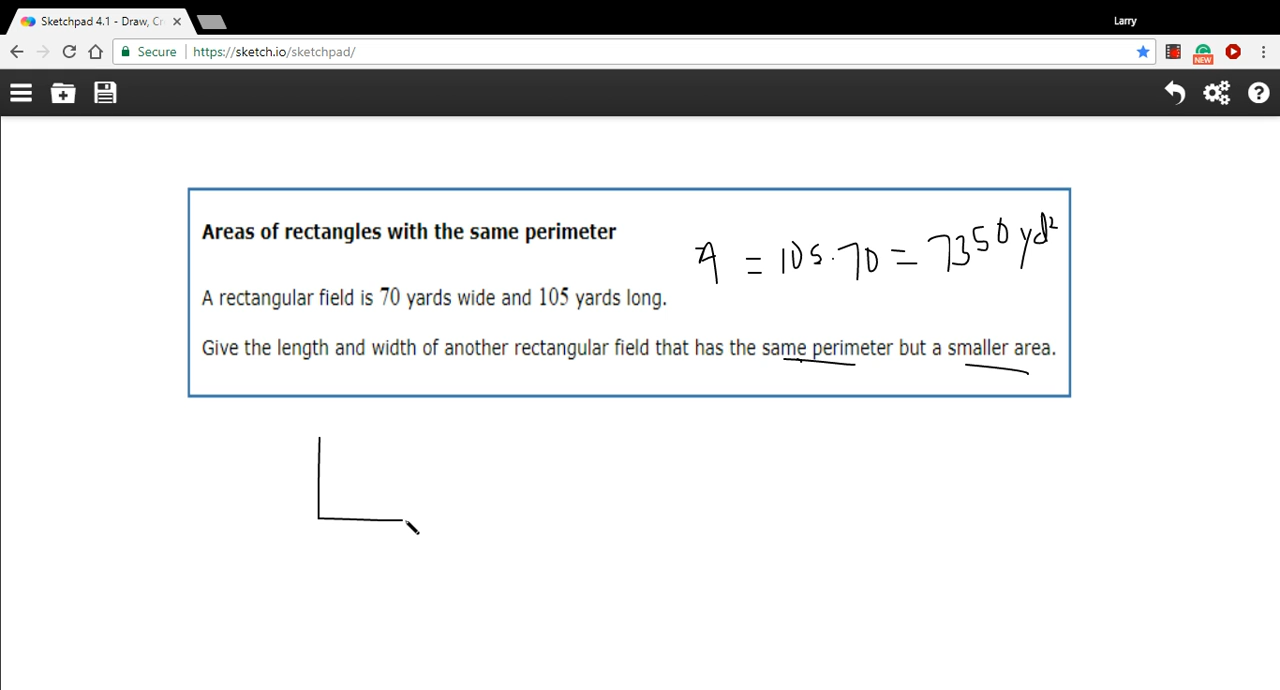 Sketchpad 4.1 - Draw, Cr
Larry
Secure
https://sketch.io/sketchpad/
NEW
Areas of rectangles with the same perimeter
A = 105.70 = 7350 yd²
A rectangular field is 70 yards wide and 105 yards long.
Give the length and width of another rectangular field that has the same perimeter but a smaller area.